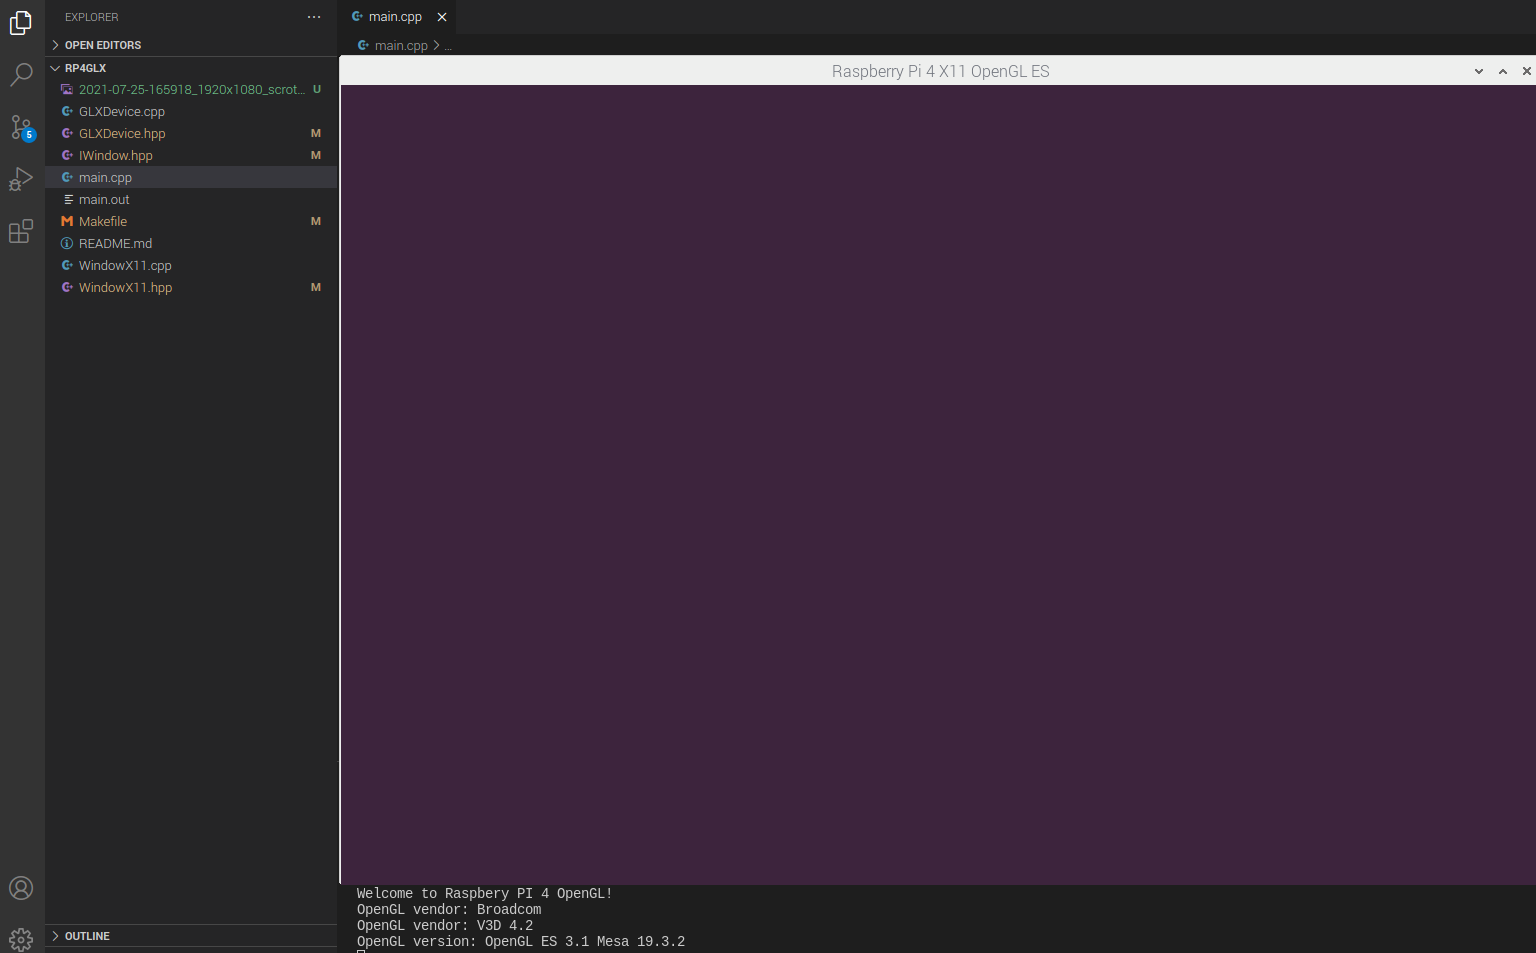 EXPLORER
OPEN EDITORS
RP4GLX
2021-07-25-165918_1920x1080_scrot... U
GLXDevice.cpp
GLXDevice.hpp M
IWindow.hpp M
main.cpp
main.out
Makefile M
README.md
WindowX11.cpp
WindowX11.hpp M
OUTLINE
5
main.cpp
main.cpp > ...
Raspberry Pi 4 X11 OpenGL ES
Welcome to Raspbery PI 4 OpenGL!
OpenGL vendor: Broadcom
OpenGL vendor: V3D 4.2
OpenGL version: OpenGL ES 3.1 Mesa 19.3.2